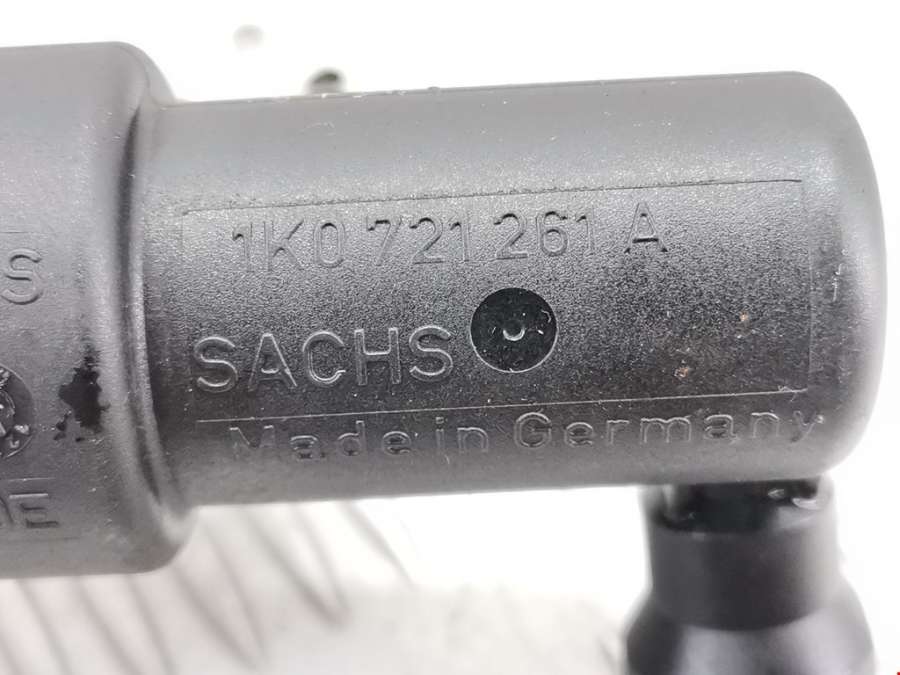 1K0 721 261 A
S
SACHS
Made in Germany